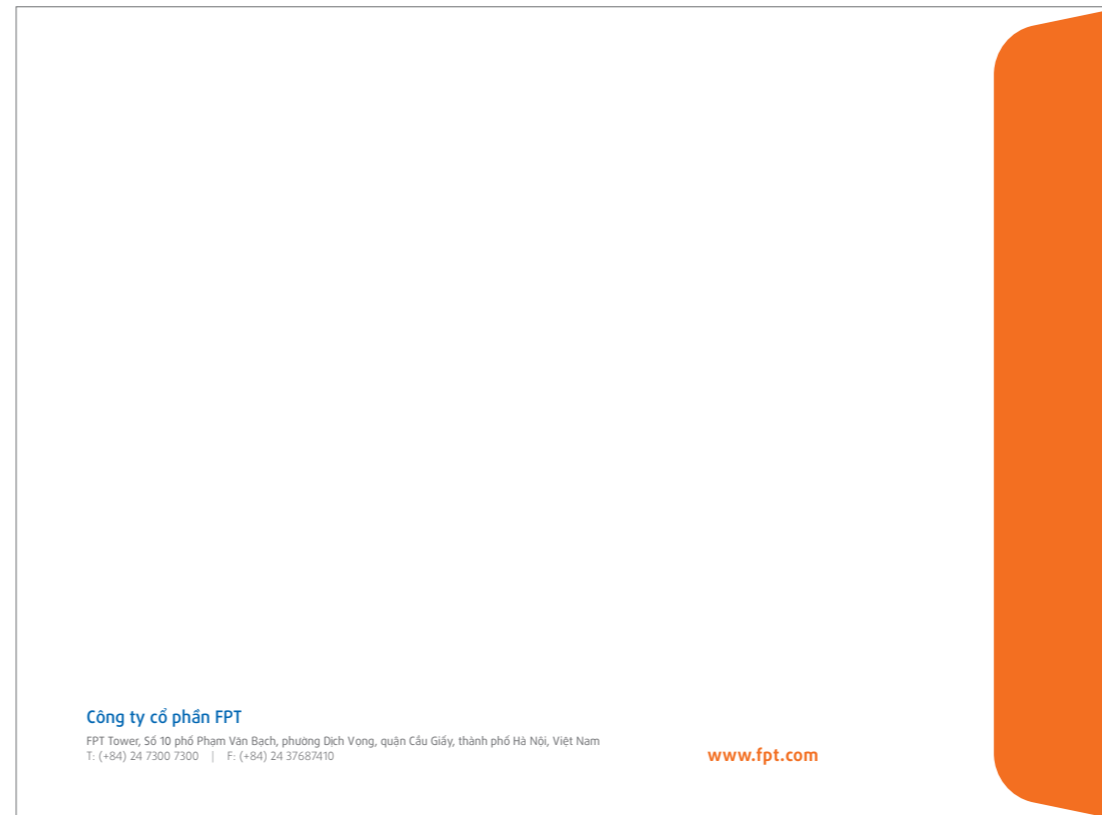 Công ty cổ phần FPT
FPT Tower, Số 10 phố Phạm Văn Bạch, phường Dịch Vọng, quận Cầu Giấy, thành phố Hà Nội, Việt Nam
T: (+84) 24 7300 7300 | F: (+84) 24 37687410
www.fpt.com